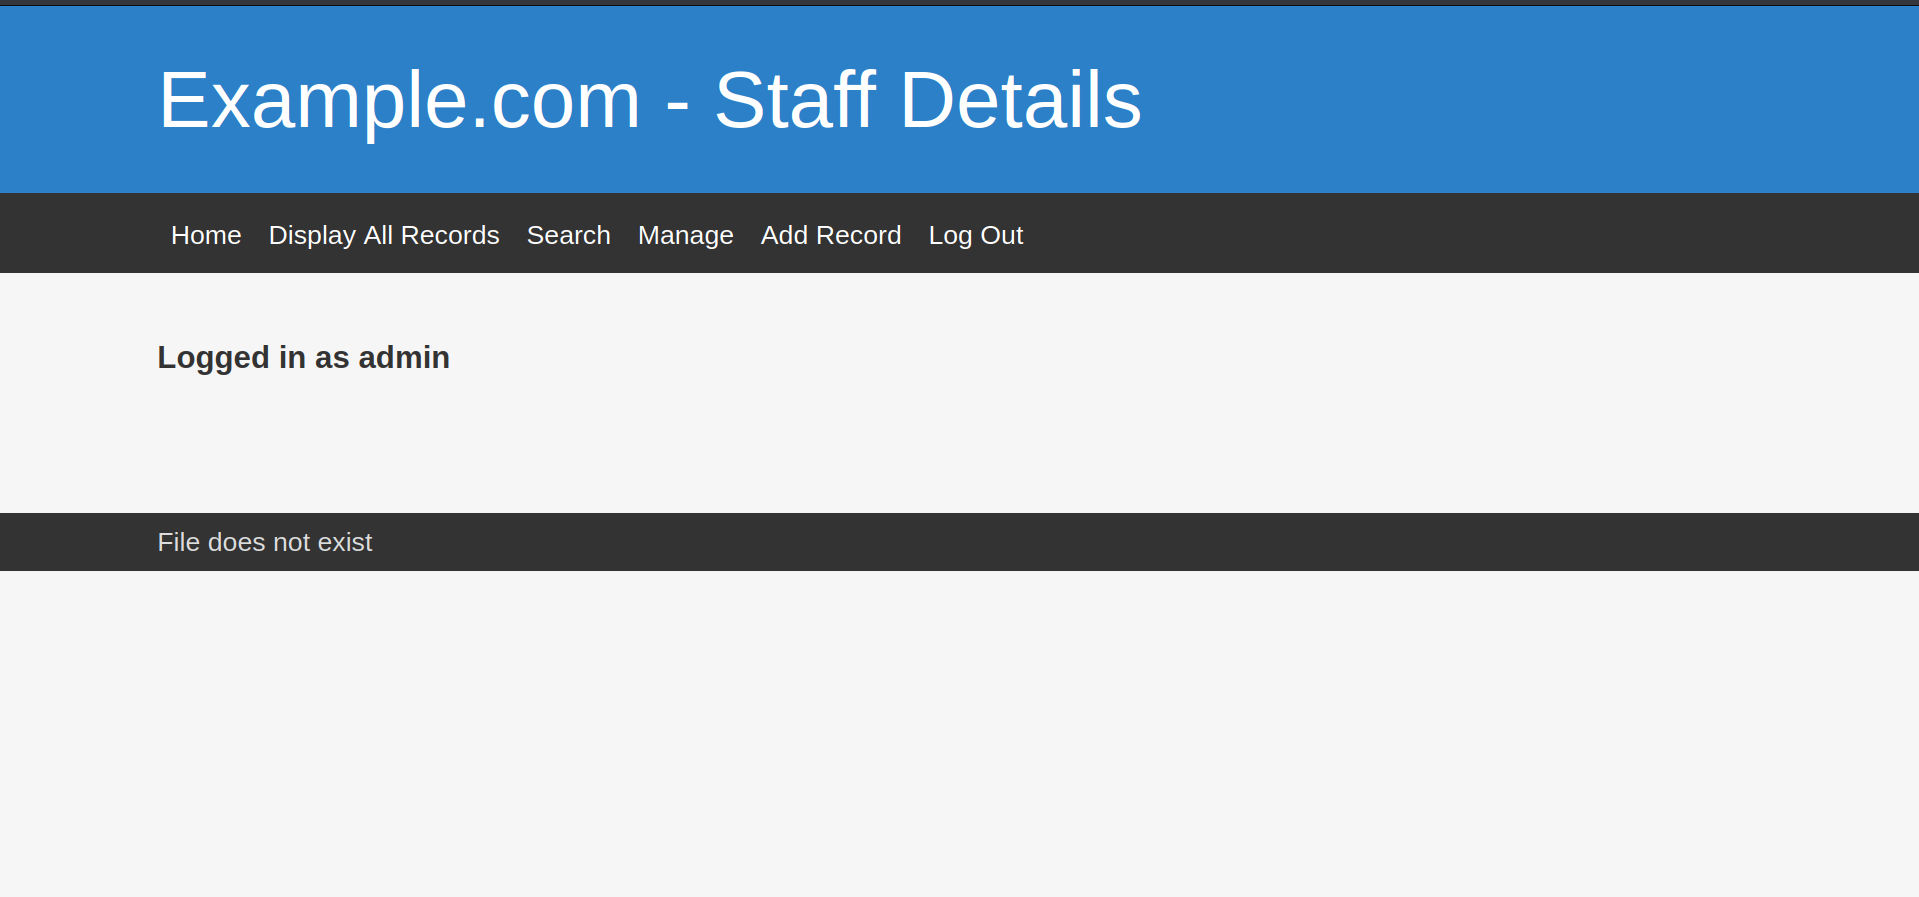 Example.com - Staff Details
Home Display All Records Search Manage Add Record Log Out
Logged in as admin
File does not exist